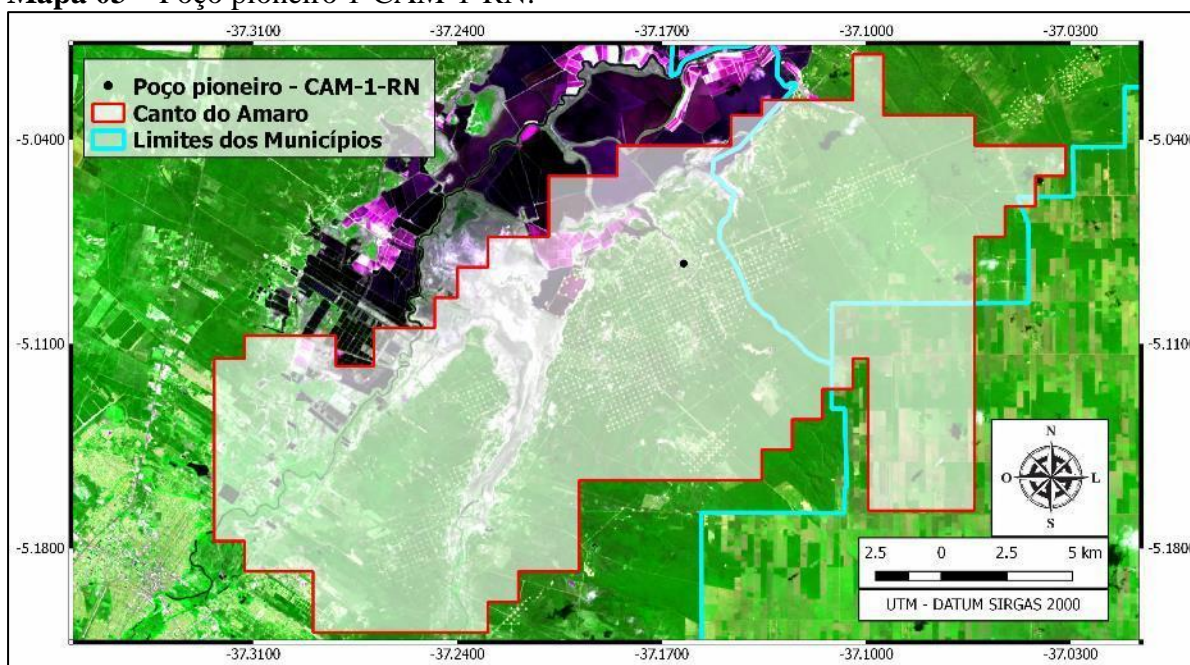 Mapa 03 – Poço pioneiro 1-CAM-1-RN.
-37.3100 -37.2400 -37.1700 -37.1000 -37.0300
Poço pioneiro - CAM-1-RN
Canto do Amaro
Limites dos Municípios
-5.0400 -5.0400
-5.1100 -5.1100
N
O L
S
-5.1800 -5.1800
2.5 0 2.5 5 km
UTM - DATUM SIRGAS 2000
-37.3100 -37.2400 -37.1700 -37.1000 -37.0300